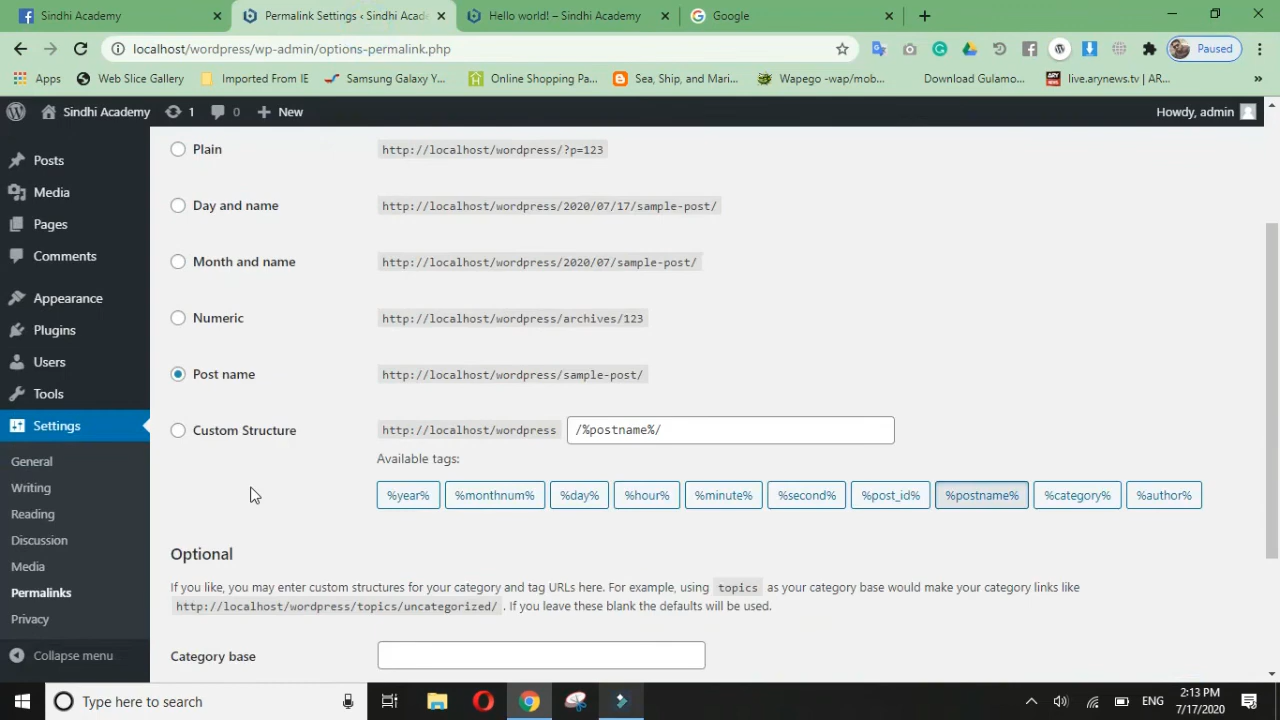 Sindhi Academy
Permalink Settings ‹ Sindhi Acade
Hello world! – Sindhi Academy
Google
localhost/wordpress/wp-admin/options-permalink.php
Paused
Apps
Web Slice Gallery
Imported From IE
Samsung Galaxy Y...
Online Shopping Pa...
Sea, Ship, and Mari...
Wapego -wap/mob...
Download Gulamo...
live.arynews.tv | AR...
Sindhi Academy
1
0
New
Howdy, admin
Posts
Media
Pages
Comments
Appearance
Plugins
Users
Tools
Settings
General
Writing
Reading
Discussion
Media
Permalinks
Privacy
Collapse menu
Plain http://localhost/wordpress/?p=123
Day and name http://localhost/wordpress/2020/07/17/sample-post/
Month and name http://localhost/wordpress/2020/07/sample-post/
Numeric http://localhost/wordpress/archives/123
Post name http://localhost/wordpress/sample-post/
Custom Structure http://localhost/wordpress /%postname%/
Available tags:
%year% %monthnum% %day% %hour% %minute% %second% %post_id% %postname% %category% %author%
Optional
If you like, you may enter custom structures for your category and tag URLs here. For example, using topics as your category base would make your category links like
http://localhost/wordpress/topics/uncategorized/ . If you leave these blank the defaults will be used.
Category base
Type here to search
ENG
2:13 PM
7/17/2020